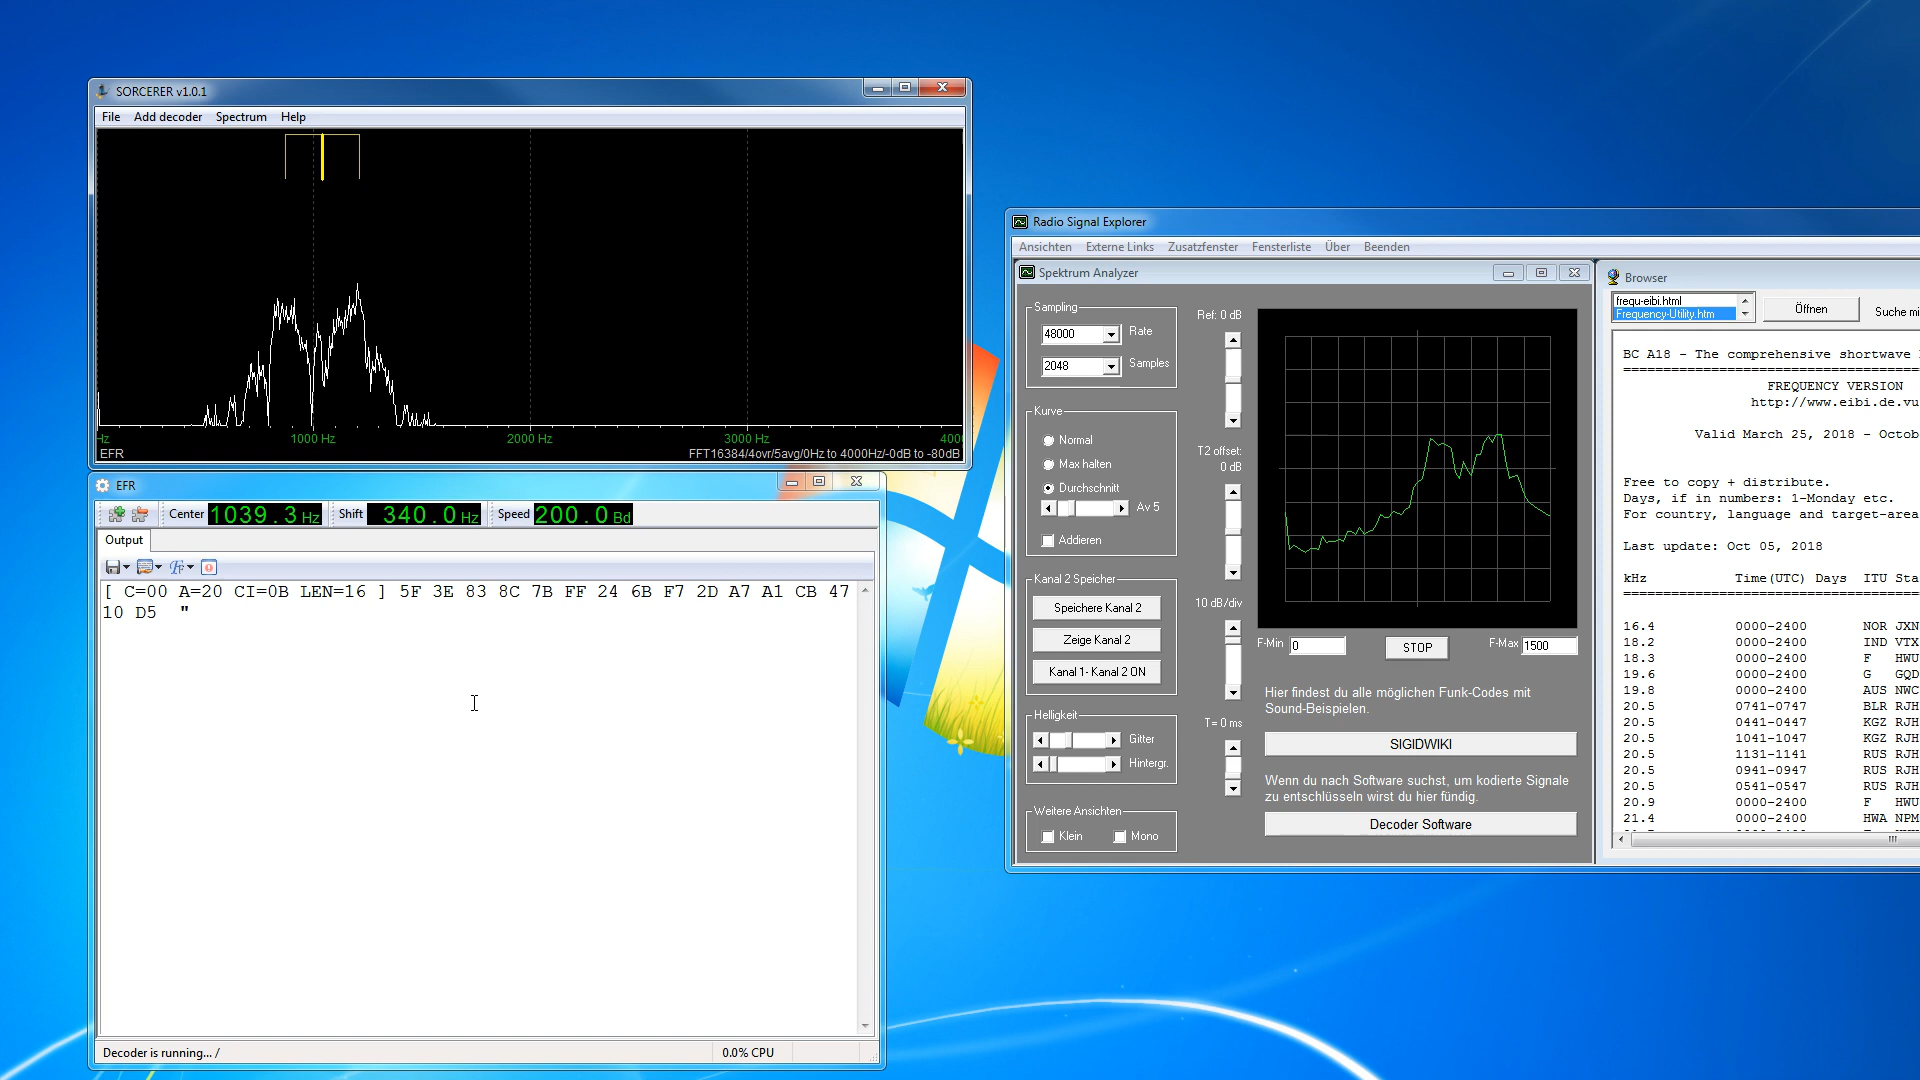 SORCERER v1.0.1
File Add decoder Spectrum Help
Hz 1000 Hz 2000 Hz 3000 Hz 400
EFR FFT16384/4ovr/5avg/0Hz to 4000Hz/-0dB to -80dB
EFR
Center 1039.3 Hz Shift 340.0 Hz Speed 200.0 Bd
Output
[ C=00 A=20 CI=0B LEN=16 ] 5F 3E 83 8C 7B FF 24 6B F7 2D A7 A1 CB 47
10 D5 "
Decoder is running... / 0.0% CPU
Radio Signal Explorer
Ansichten Externe Links Zusatzfenster Fensterliste Über Beenden
Spektrum Analyzer
Sampling
48000 Rate
2048 Samples
Kurve
Normal
Max halten
Durchschnitt
Av 5
Addieren
Kanal 2 Speicher
Speichere Kanal 2
Zeige Kanal 2
Kanal 1- Kanal 2 ON
Helligkeit
Gitter
Hintergr.
Weitere Ansichten
Klein Mono
Ref: 0 dB
T2 offset:
0 dB
10 dB/div
T= 0 ms
F-Min 0 STOP F-Max 1500
Hier findest du alle möglichen Funk-Codes mit
Sound-Beispielen.
SIGIDWIKI
Wenn du nach Software suchst, um kodierte Signale
zu entschlüsseln wirst du hier fündig.
Decoder Software
Browser
frequ-eibi.html
Frequency-Utility.htm
Öffnen Suche mi
BC A18 - The comprehensive shortwave
FREQUENCY VERSION
http://www.eibi.de.vu
Valid March 25, 2018 - Octob
Free to copy + distribute.
Days, if in numbers: 1-Monday etc.
For country, language and target-area
Last update: Oct 05, 2018
kHz Time(UTC) Days ITU Sta
16.4 0000-2400 NOR JXN
18.2 0000-2400 IND VTX
18.3 0000-2400 F HWU
19.6 0000-2400 G GQD
19.8 0000-2400 AUS NWC
20.5 0741-0747 BLR RJH
20.5 0441-0447 KGZ RJH
20.5 1041-1047 KGZ RJH
20.5 1131-1141 RUS RJH
20.5 0941-0947 RUS RJH
20.5 0541-0547 RUS RJH
20.9 0000-2400 F HWU
21.4 0000-2400 HWA NPM